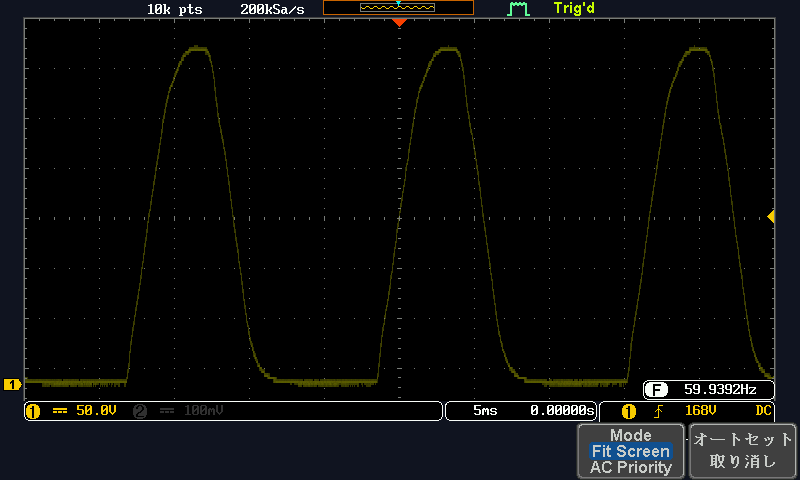 10k pts 200kSa/s Trig'd
1
F 59.9392Hz
1 50.0V 2 100mV 5ms 0.00000s 1 168V DC
Mode
Fit Screen
AC Priority
オートセット
取り消し